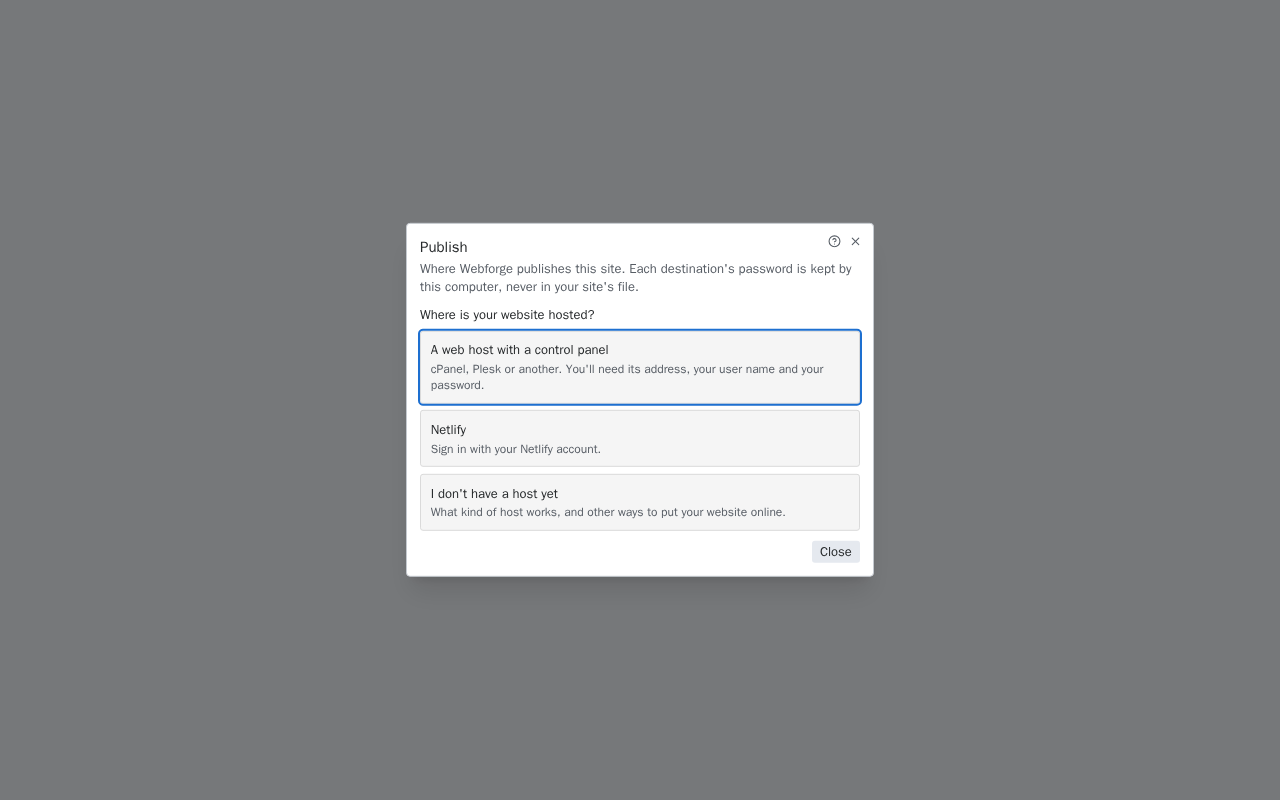 Publish
Where Webforge publishes this site. Each destination's password is kept by
this computer, never in your site's file.
Where is your website hosted?
A web host with a control panel
cPanel, Plesk or another. You'll need its address, your user name and your
password.
Netlify
Sign in with your Netlify account.
I don't have a host yet
What kind of host works, and other ways to put your website online.
Close